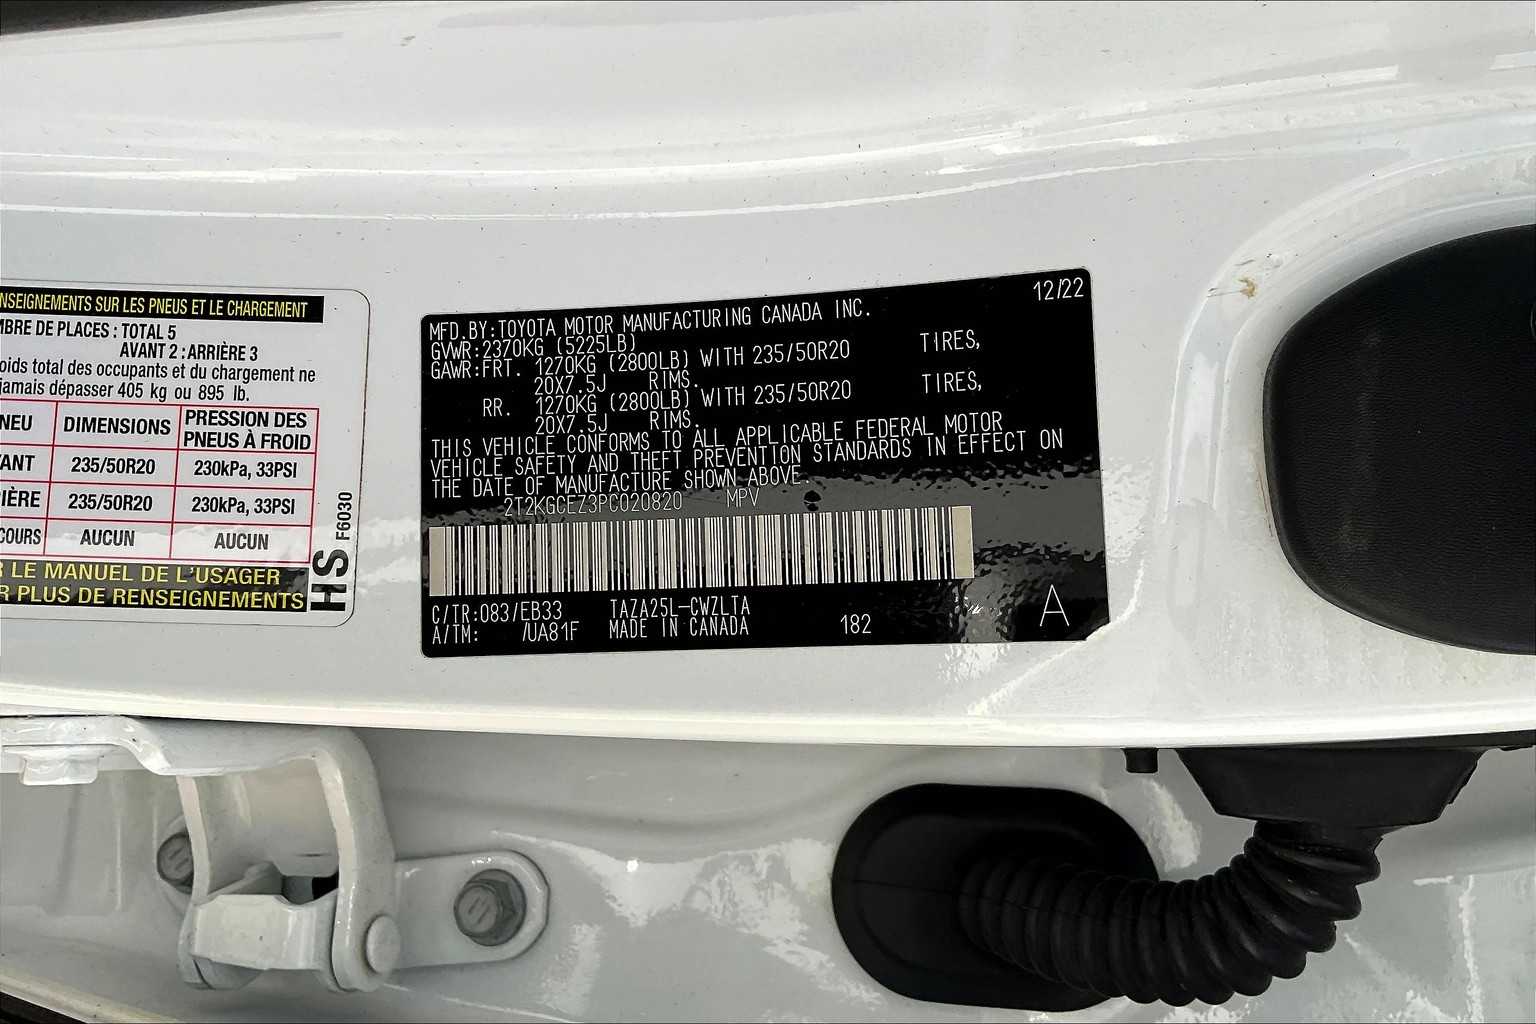 NSEIGNEMENTS SUR LES PNEUS ET LE CHARGEMENT
MBRE DE PLACES : TOTAL 5
AVANT 2 : ARRIÈRE 3
oids total des occupants et du chargement ne
jamais dépasser 405 kg ou 895 lb.
NEU DIMENSIONS PRESSION DES PNEUS À FROID
ANT 235/50R20 230kPa, 33PSI
IÈRE 235/50R20 230kPa, 33PSI
COURS AUCUN AUCUN
R LE MANUEL DE L'USAGER
R PLUS DE RENSEIGNEMENTS
HS F6030
12/22
MFD.BY:TOYOTA MOTOR MANUFACTURING CANADA INC.
GVWR:2370KG (5225LB)
GAWR:FRT. 1270KG (2800LB) WITH 235/50R20 TIRES,
20X7.5J RIMS.
RR. 1270KG (2800LB) WITH 235/50R20 TIRES,
20X7.5J RIMS.
THIS VEHICLE CONFORMS TO ALL APPLICABLE FEDERAL MOTOR
VEHICLE SAFETY AND THEFT PREVENTION STANDARDS IN EFFECT ON
THE DATE OF MANUFACTURE SHOWN ABOVE.
2T2KGCEZ3PC020820 MPV
C/TR:083/EB33 TAZA25L-CWZLTA
A/TM: /UA81F MADE IN CANADA 182 A